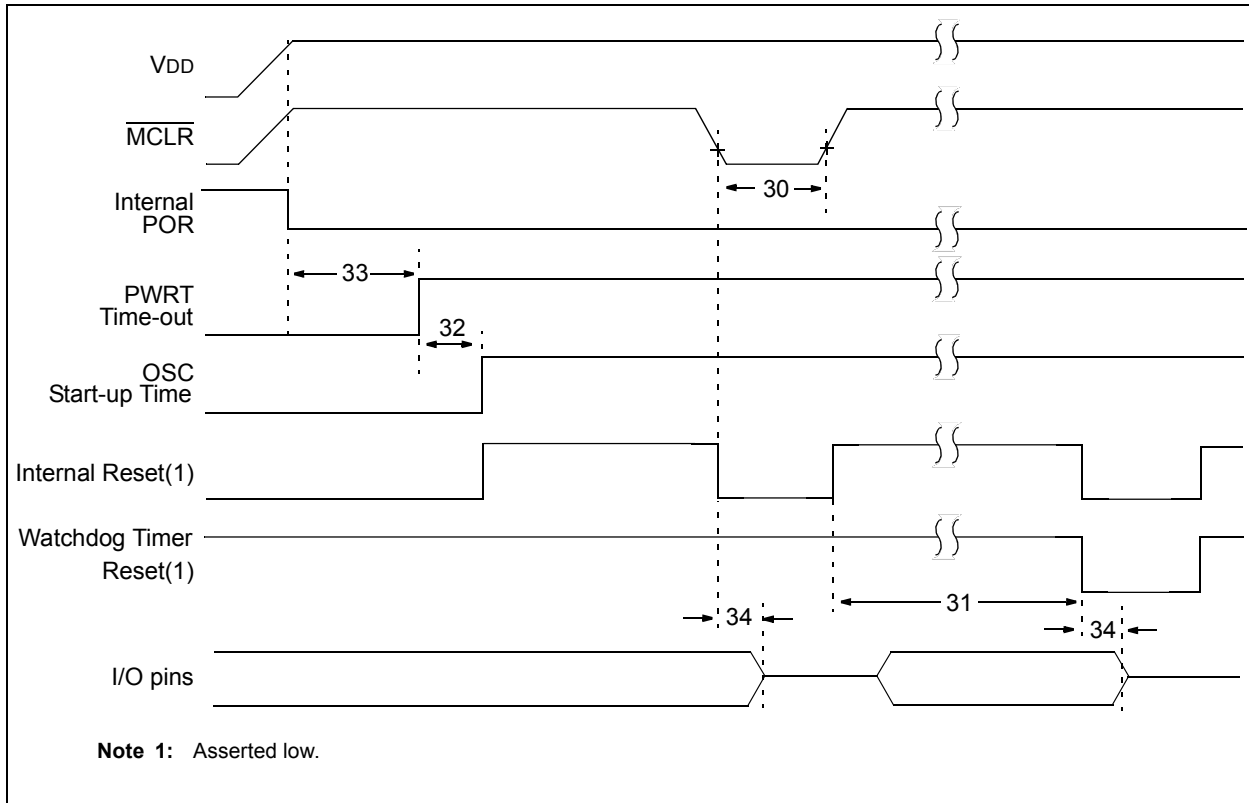 VDD
MCLR
30
Internal
POR
33
PWRT
Time-out
32
OSC
Start-up Time
Internal Reset(1)
Watchdog Timer
Reset(1)
31
34
34
I/O pins
Note 1: Asserted low.